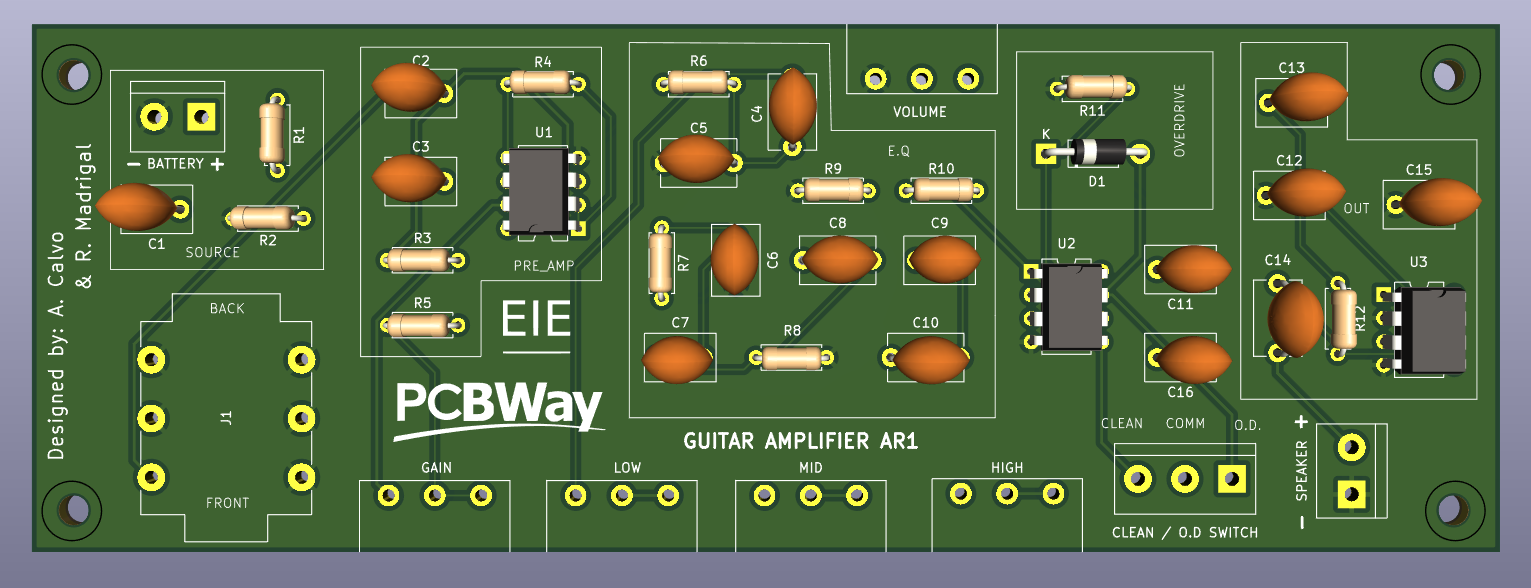 Designed by: A. Calvo
& R. Madrigal
- BATTERY +
R1
C1
R2
SOURCE
BACK
J1
FRONT
C2
R4
U1
C3
R3
PRE_AMP
R5
EIE
PCBWay
GAIN
R6
C4
C5
E.Q
R9
R10
R7
C6
C8
C9
C7
R8
C10
GUITAR AMPLIFIER AR1
LOW
MID
HIGH
VOLUME
R11
OVERDRIVE
K
D1
U2
C11
C16
C13
C12
C15
OUT
C14
R12
U3
CLEAN COMM O.D.
CLEAN / O.D SWITCH
- SPEAKER +